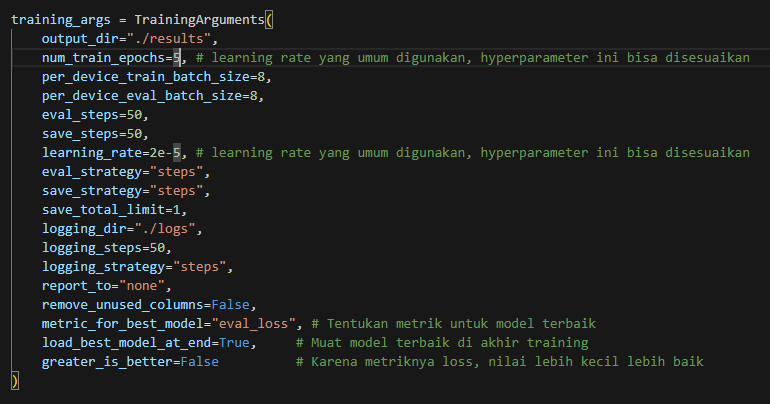 training_args = TrainingArguments(
    output_dir="./results",
    num_train_epochs=5, # learning rate yang umum digunakan, hyperparameter ini bisa disesuaikan
    per_device_train_batch_size=8,
    per_device_eval_batch_size=8,
    eval_steps=50,
    save_steps=50,
    learning_rate=2e-5, # learning rate yang umum digunakan, hyperparameter ini bisa disesuaikan
    eval_strategy="steps",
    save_strategy="steps",
    save_total_limit=1,
    logging_dir="./logs",
    logging_steps=50,
    logging_strategy="steps",
    report_to="none",
    remove_unused_columns=False,
    metric_for_best_model="eval_loss", # Tentukan metrik untuk model terbaik
    load_best_model_at_end=True,     # Muat model terbaik di akhir training
    greater_is_better=False          # Karena metriknya loss, nilai lebih kecil lebih baik
)